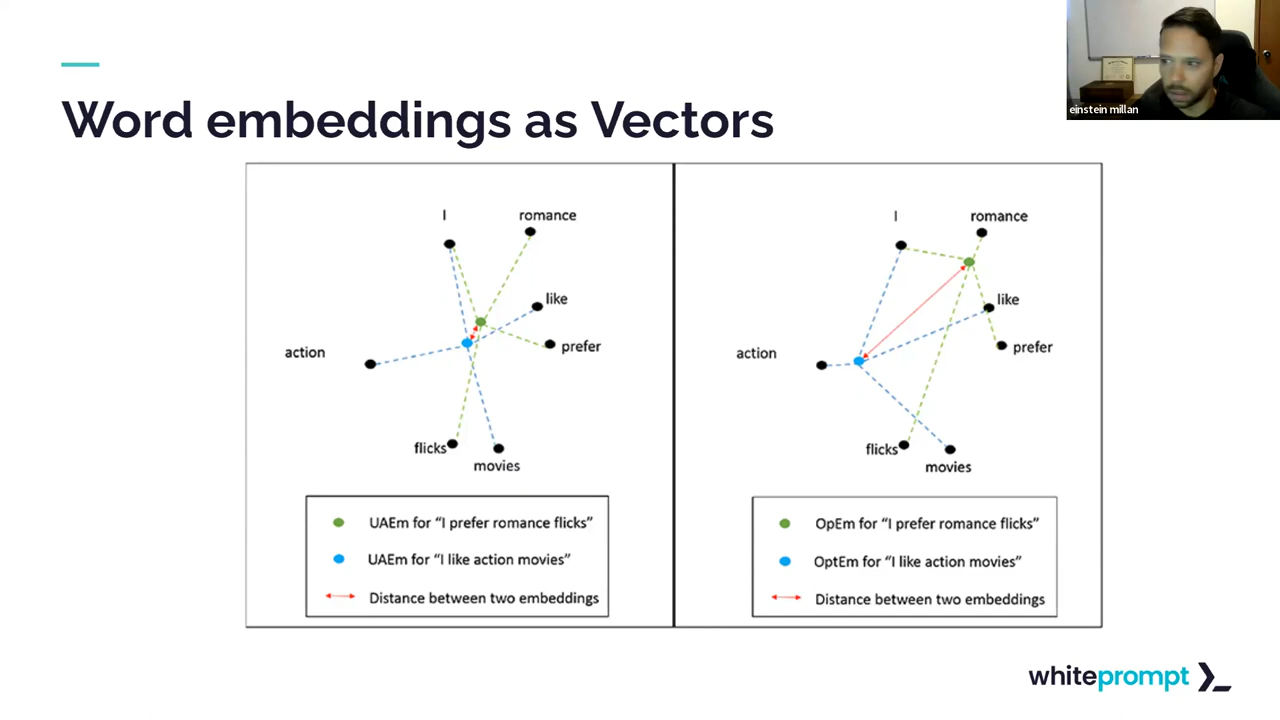 einstein millan
Word embeddings as Vectors
I
romance
like
prefer
action
flicks
movies
UAEm for “I prefer romance flicks”
UAEm for “I like action movies”
Distance between two embeddings
I
romance
like
prefer
action
flicks
movies
OpEm for “I prefer romance flicks”
OptEm for “I like action movies”
Distance between two embeddings
whiteprompt